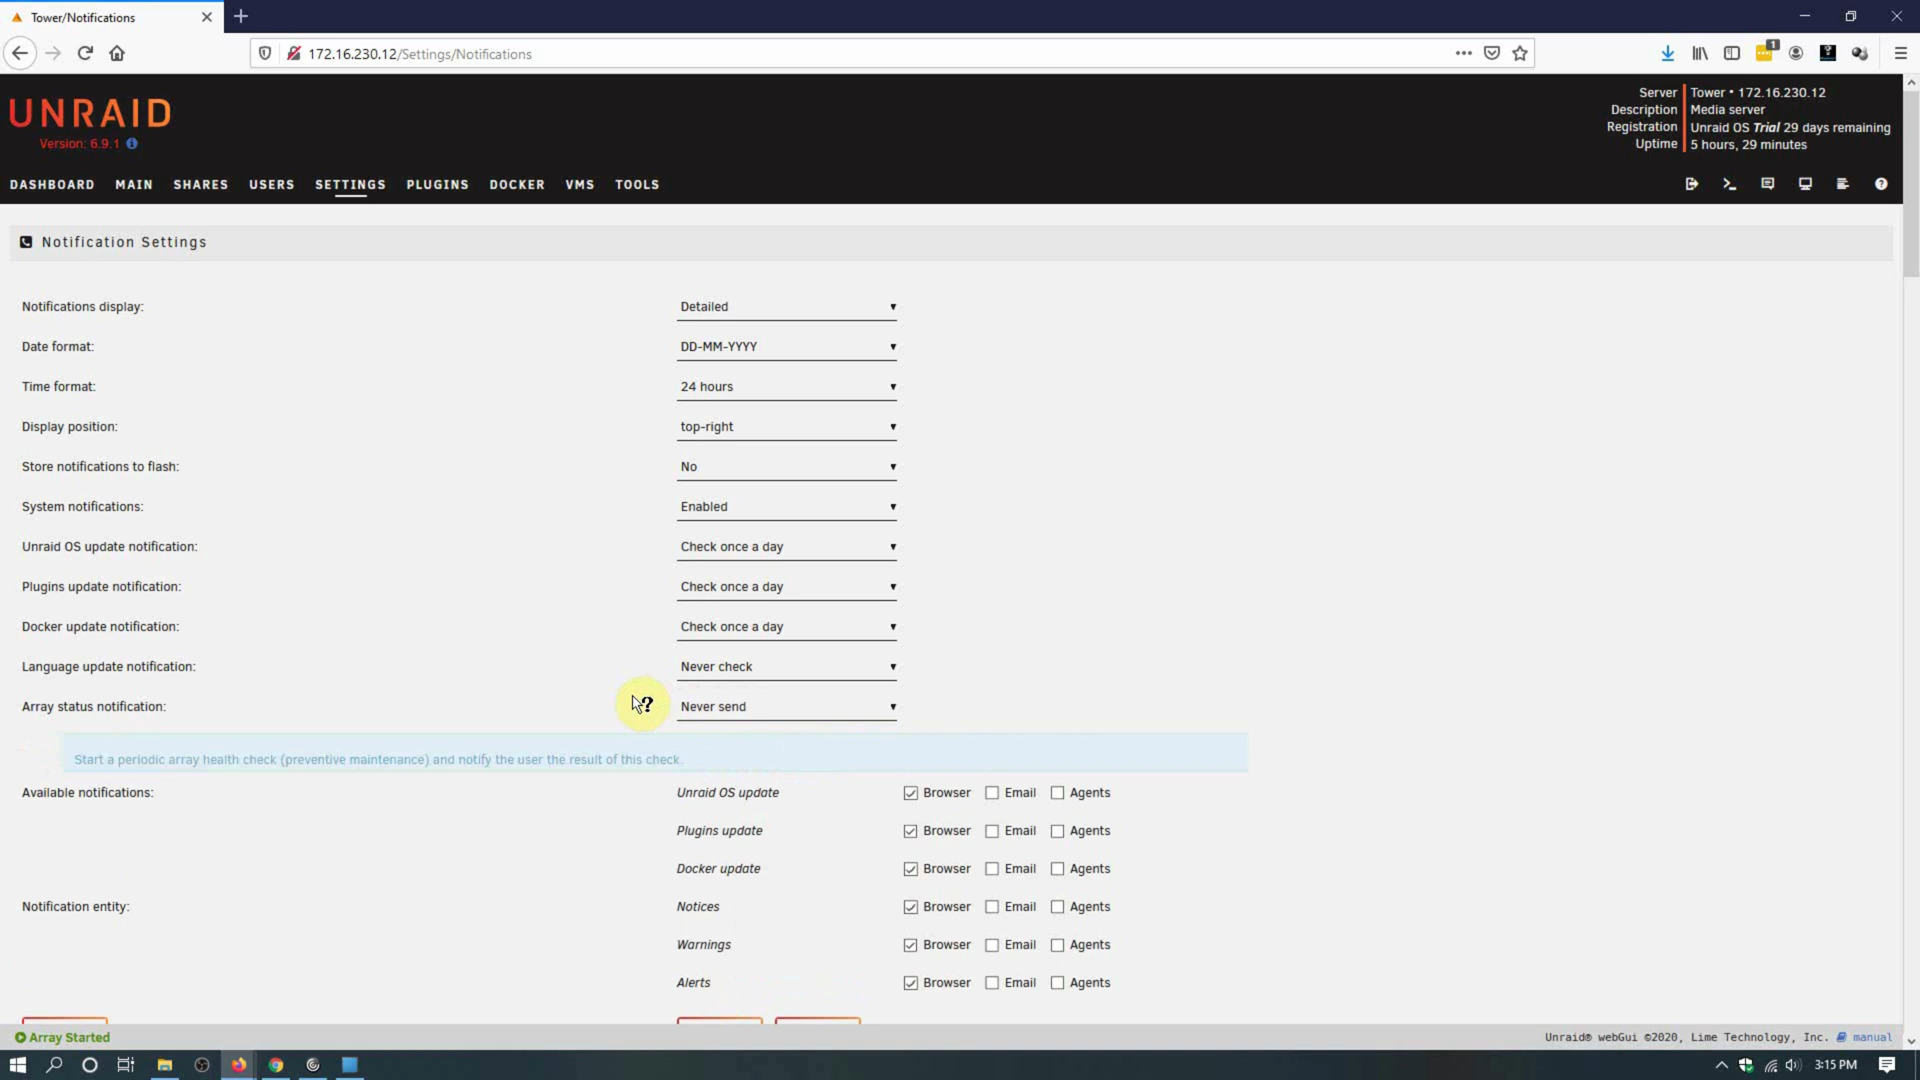 Tower/Notifications
172.16.230.12/Settings/Notifications
1
UNRAID
Version: 6.9.1
Server Tower • 172.16.230.12
Description Media server
Registration Unraid OS Trial 29 days remaining
Uptime 5 hours, 29 minutes
DASHBOARD MAIN SHARES USERS SETTINGS PLUGINS DOCKER VMS TOOLS
Notification Settings
Notifications display: Detailed
Date format: DD-MM-YYYY
Time format: 24 hours
Display position: top-right
Store notifications to flash: No
System notifications: Enabled
Unraid OS update notification: Check once a day
Plugins update notification: Check once a day
Docker update notification: Check once a day
Language update notification: Never check
Array status notification: Never send
Start a periodic array health check (preventive maintenance) and notify the user the result of this check.
Available notifications: Unraid OS update Browser Email Agents
Plugins update Browser Email Agents
Docker update Browser Email Agents
Notification entity: Notices Browser Email Agents
Warnings Browser Email Agents
Alerts Browser Email Agents
Array Started
Unraid® webGui ©2020, Lime Technology, Inc. manual
3:15 PM